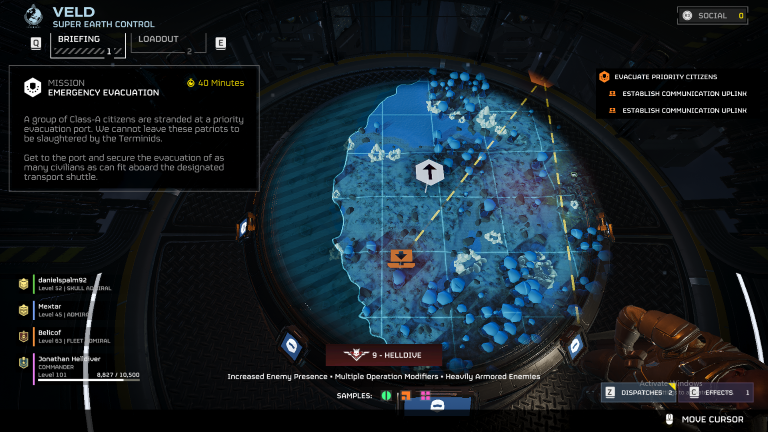 VELD
SUPER EARTH CONTROL
SOCIAL 0
Q
BRIEFING
1
LOADOUT
2
E
MISSION
EMERGENCY EVACUATION
40 Minutes
A group of Class-A citizens are stranded at a priority
evacuation port. We cannot leave these patriots to
be slaughtered by the Terminids.
Get to the port and secure the evacuation of as
many civilians as can fit aboard the designated
transport shuttle.
EVACUATE PRIORITY CITIZENS
ESTABLISH COMMUNICATION UPLINK
ESTABLISH COMMUNICATION UPLINK
danielspalm92
Level 52 | SKULL ADMIRAL
Mextar
Level 45 | ADMIRAL
Belicof
Level 63 | FLEET ADMIRAL
Jonathan Helldiver
COMMANDER
Level 101
8,827 / 10,500
9 - HELLDIVE
Increased Enemy Presence • Multiple Operation Modifiers • Heavily Armored Enemies
SAMPLES:
Activate Windows
Z DISPATCHES 2
C EFFECTS 1
MOVE CURSOR